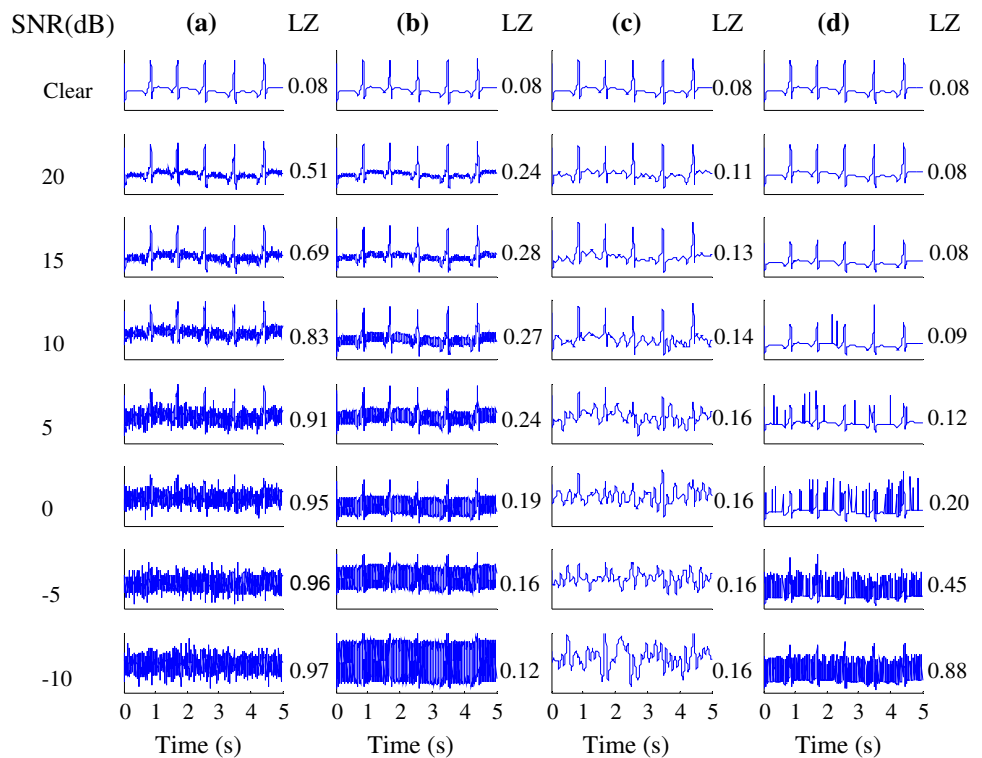 SNR(dB) (a) LZ (b) LZ (c) LZ (d) LZ
Clear 0.08 0.08 0.08 0.08
20 0.51 0.24 0.11 0.08
15 0.69 0.28 0.13 0.08
10 0.83 0.27 0.14 0.09
5 0.91 0.24 0.16 0.12
0 0.95 0.19 0.16 0.20
-5 0.96 0.16 0.16 0.45
-10 0.97 0.12 0.16 0.88
0 1 2 3 4 5 0 1 2 3 4 5 0 1 2 3 4 5 0 1 2 3 4 5
Time (s) Time (s) Time (s) Time (s)